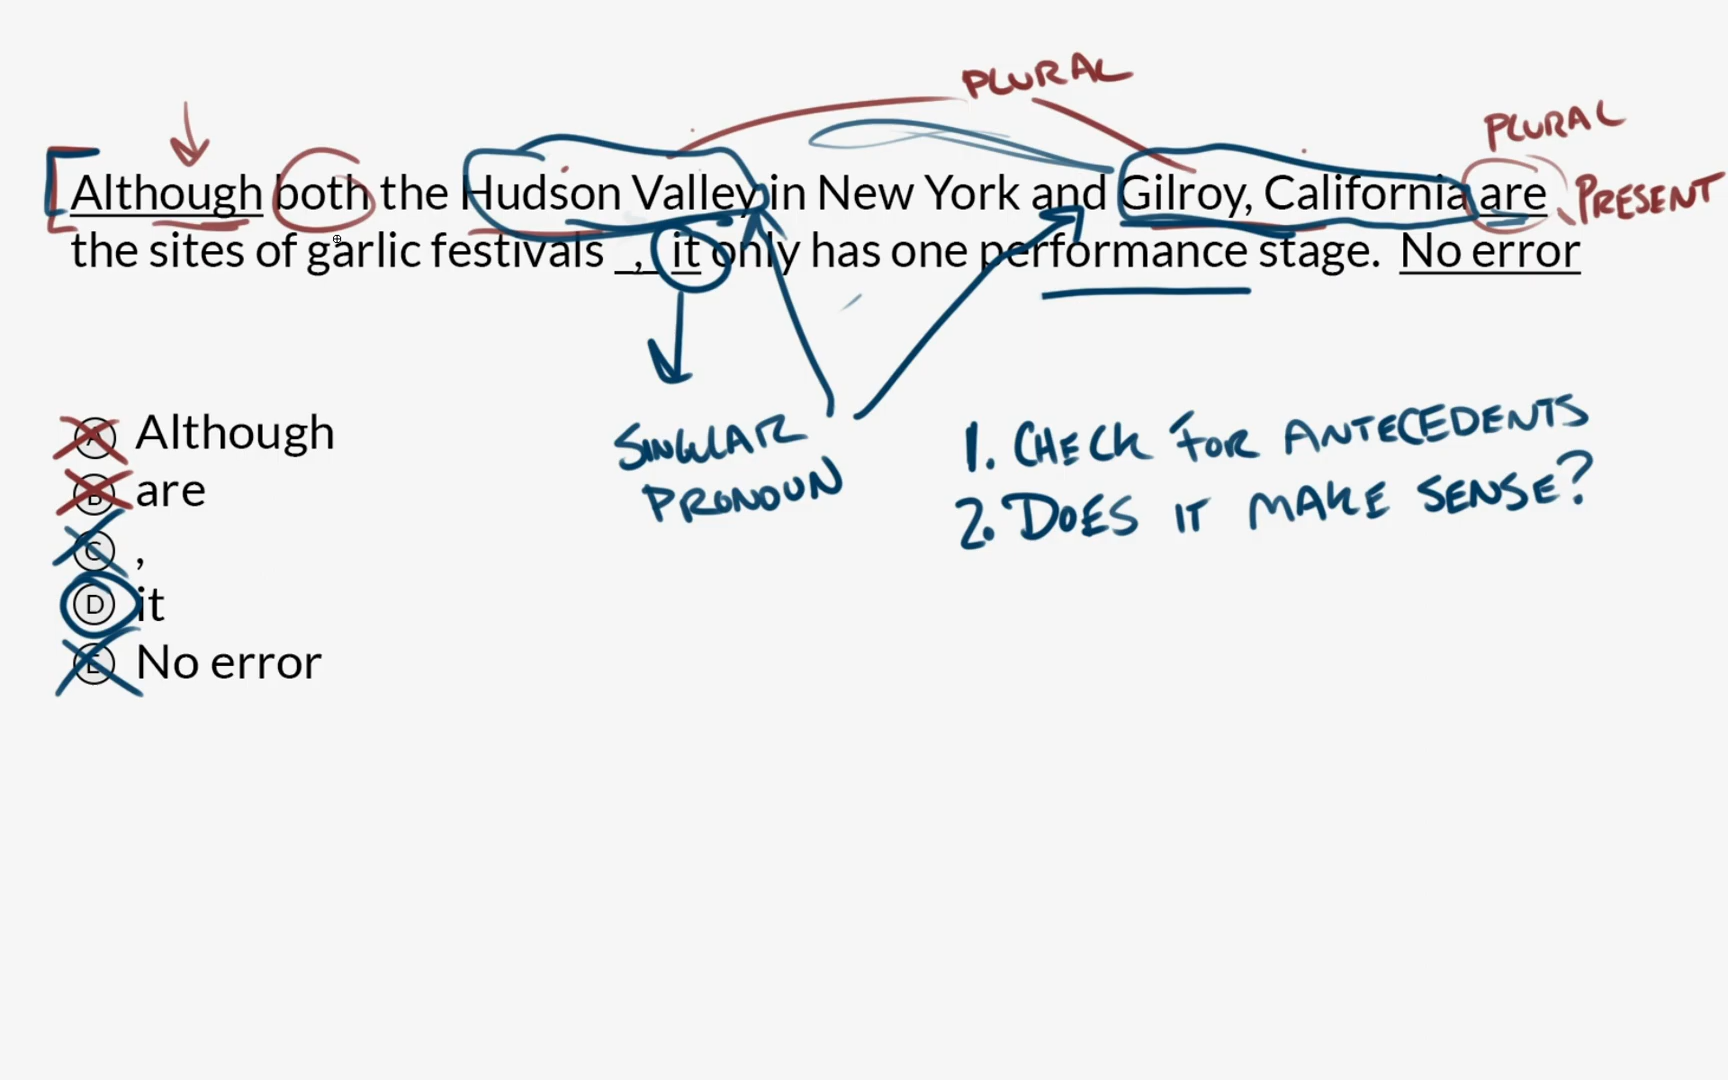 PLURAL
PLURAL
Although both the Hudson Valley in New York and Gilroy, California are
PRESENT
the sites of garlic festivals , it only has one performance stage. No error
SINGULAR
PRONOUN
1. CHECK FOR ANTECEDENTS
2. DOES IT MAKE SENSE?
A Although
B are
C ,
D it
E No error